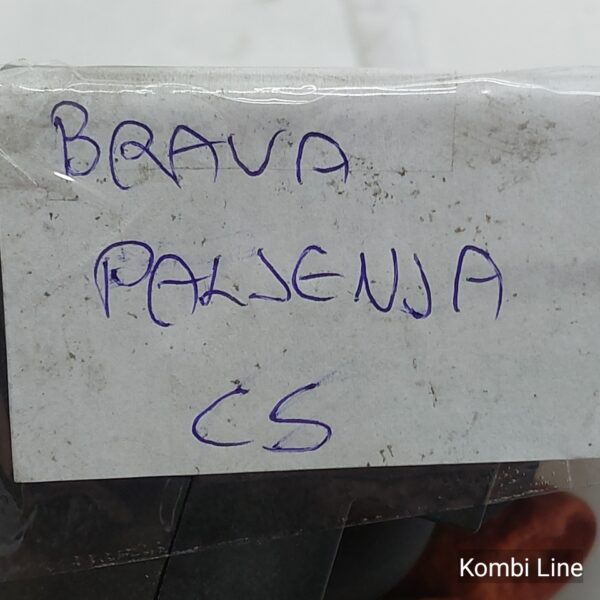 BRAVA
PALJENJA
CS
Kombi Line